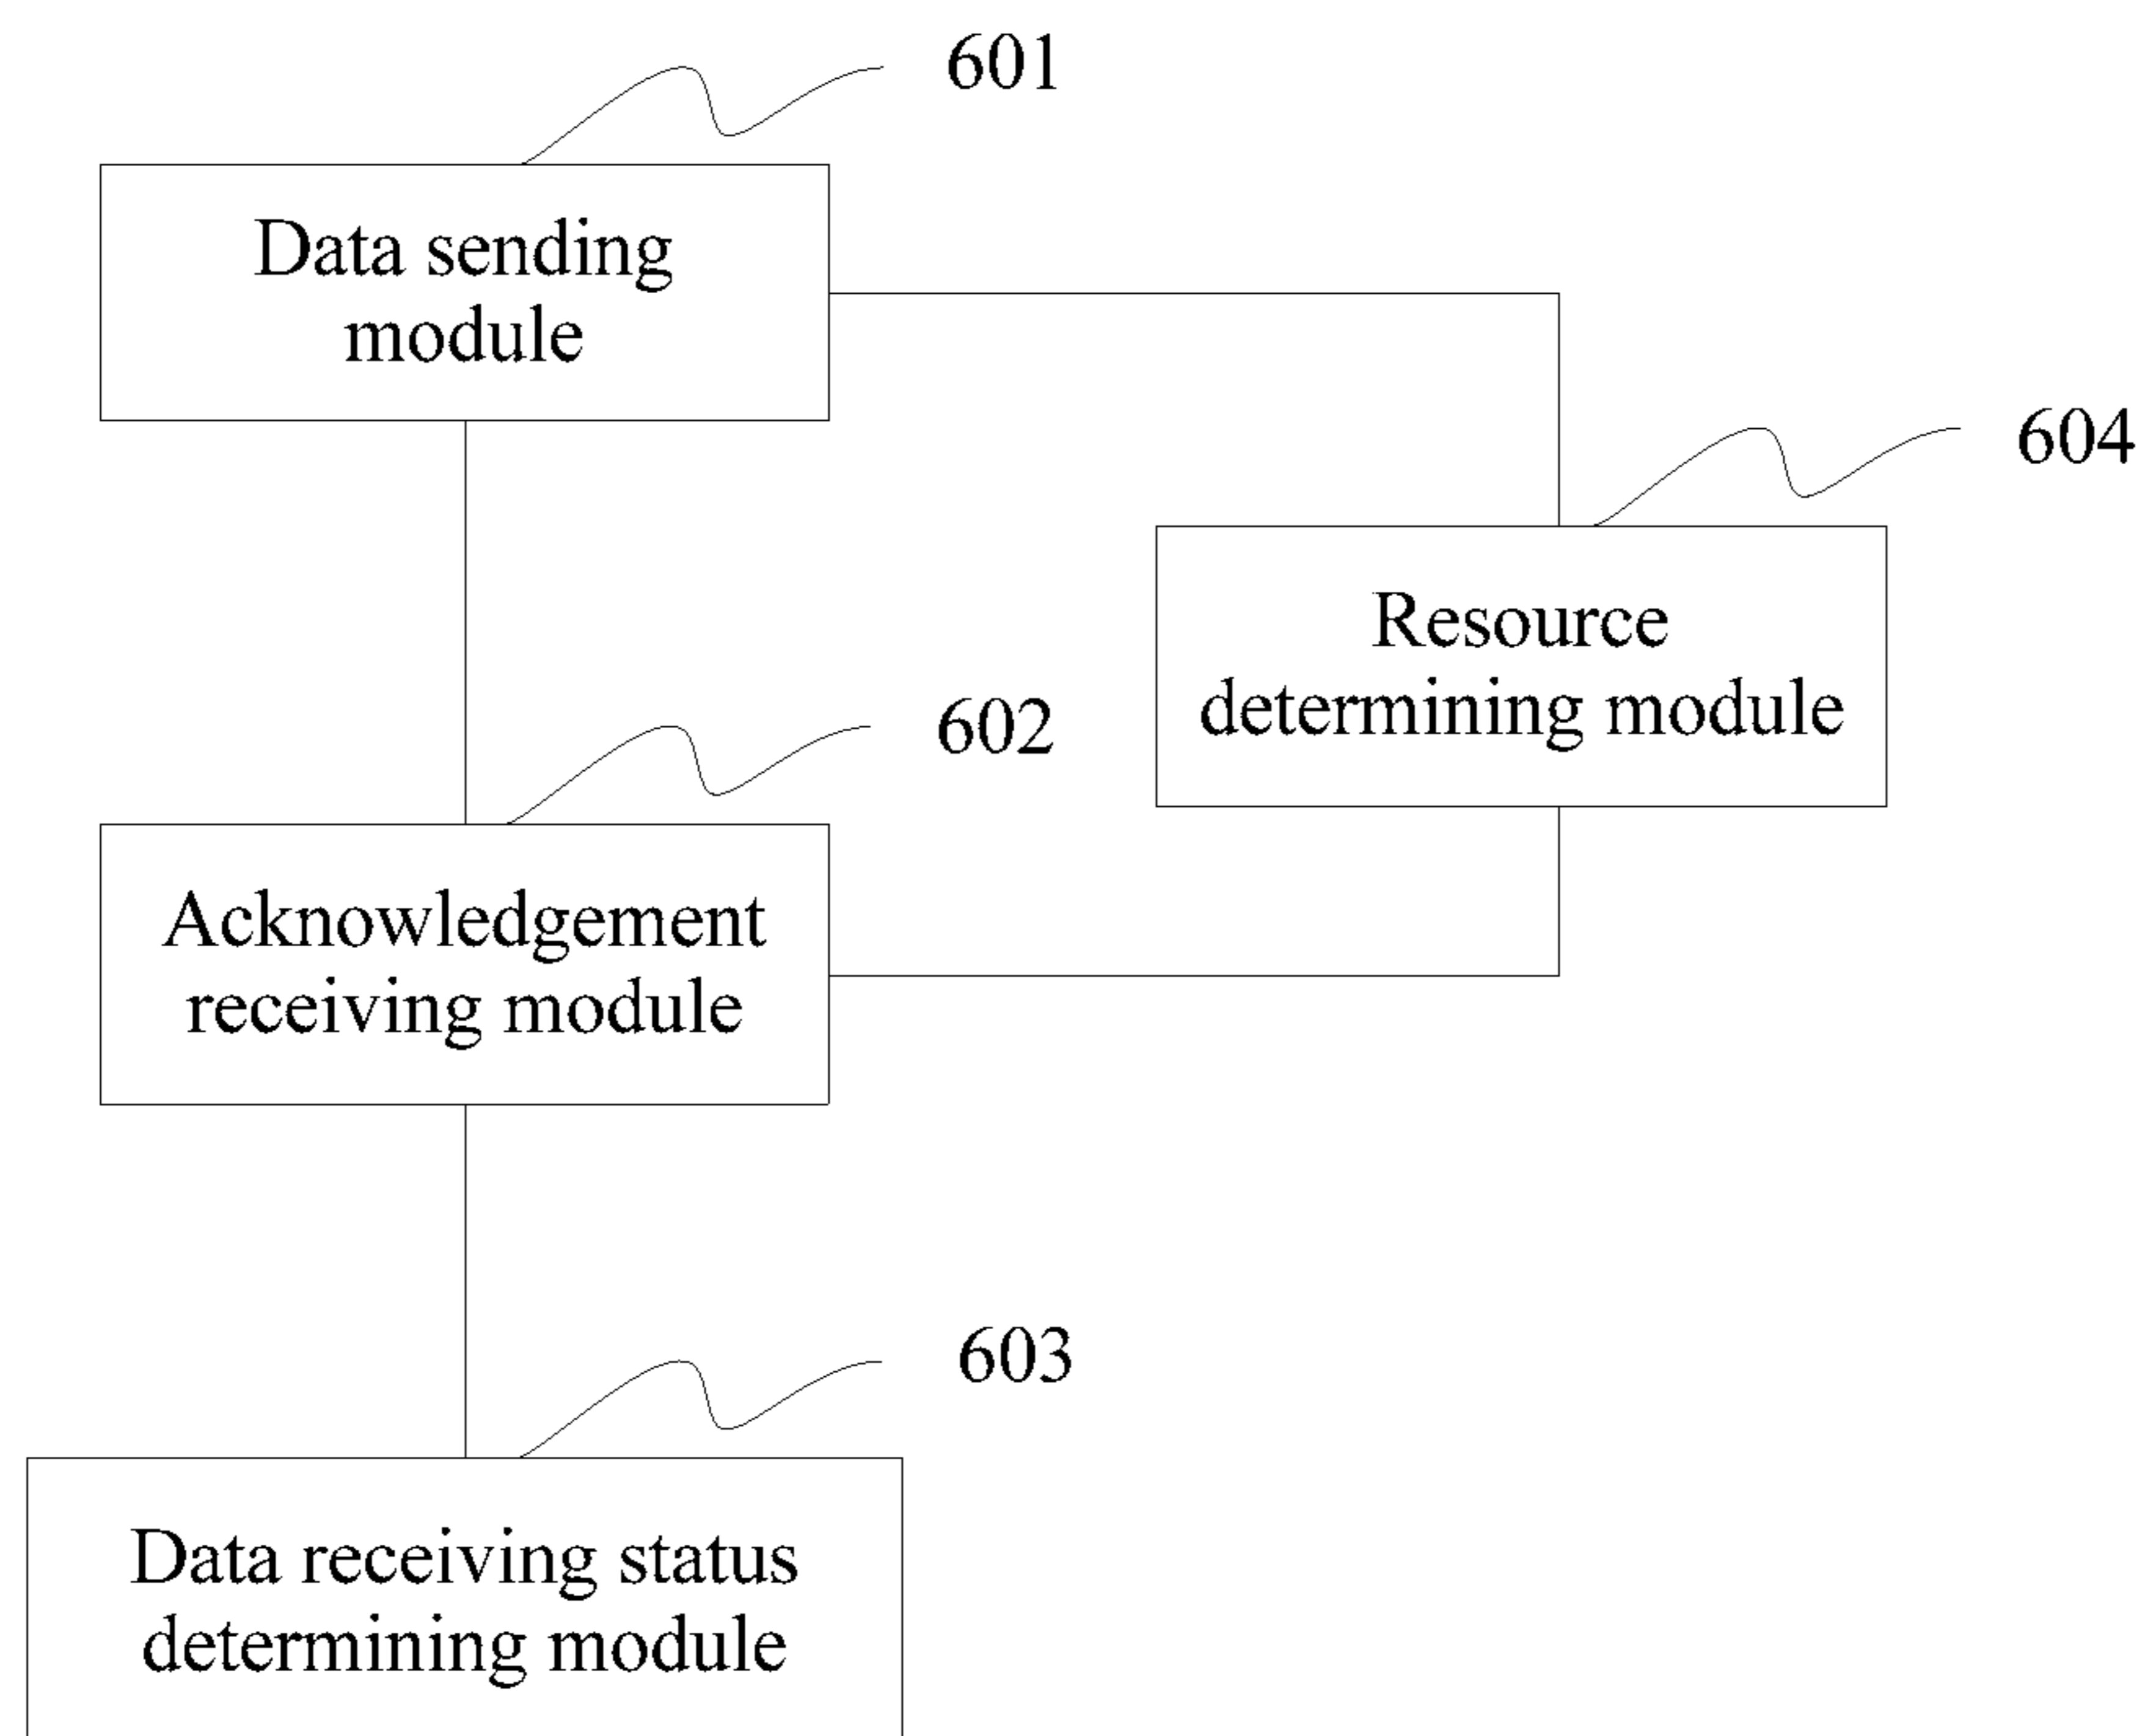 601
Data sending
module
604
Resource
determining module
602
Acknowledgement
receiving module
603
Data receiving status
determining module